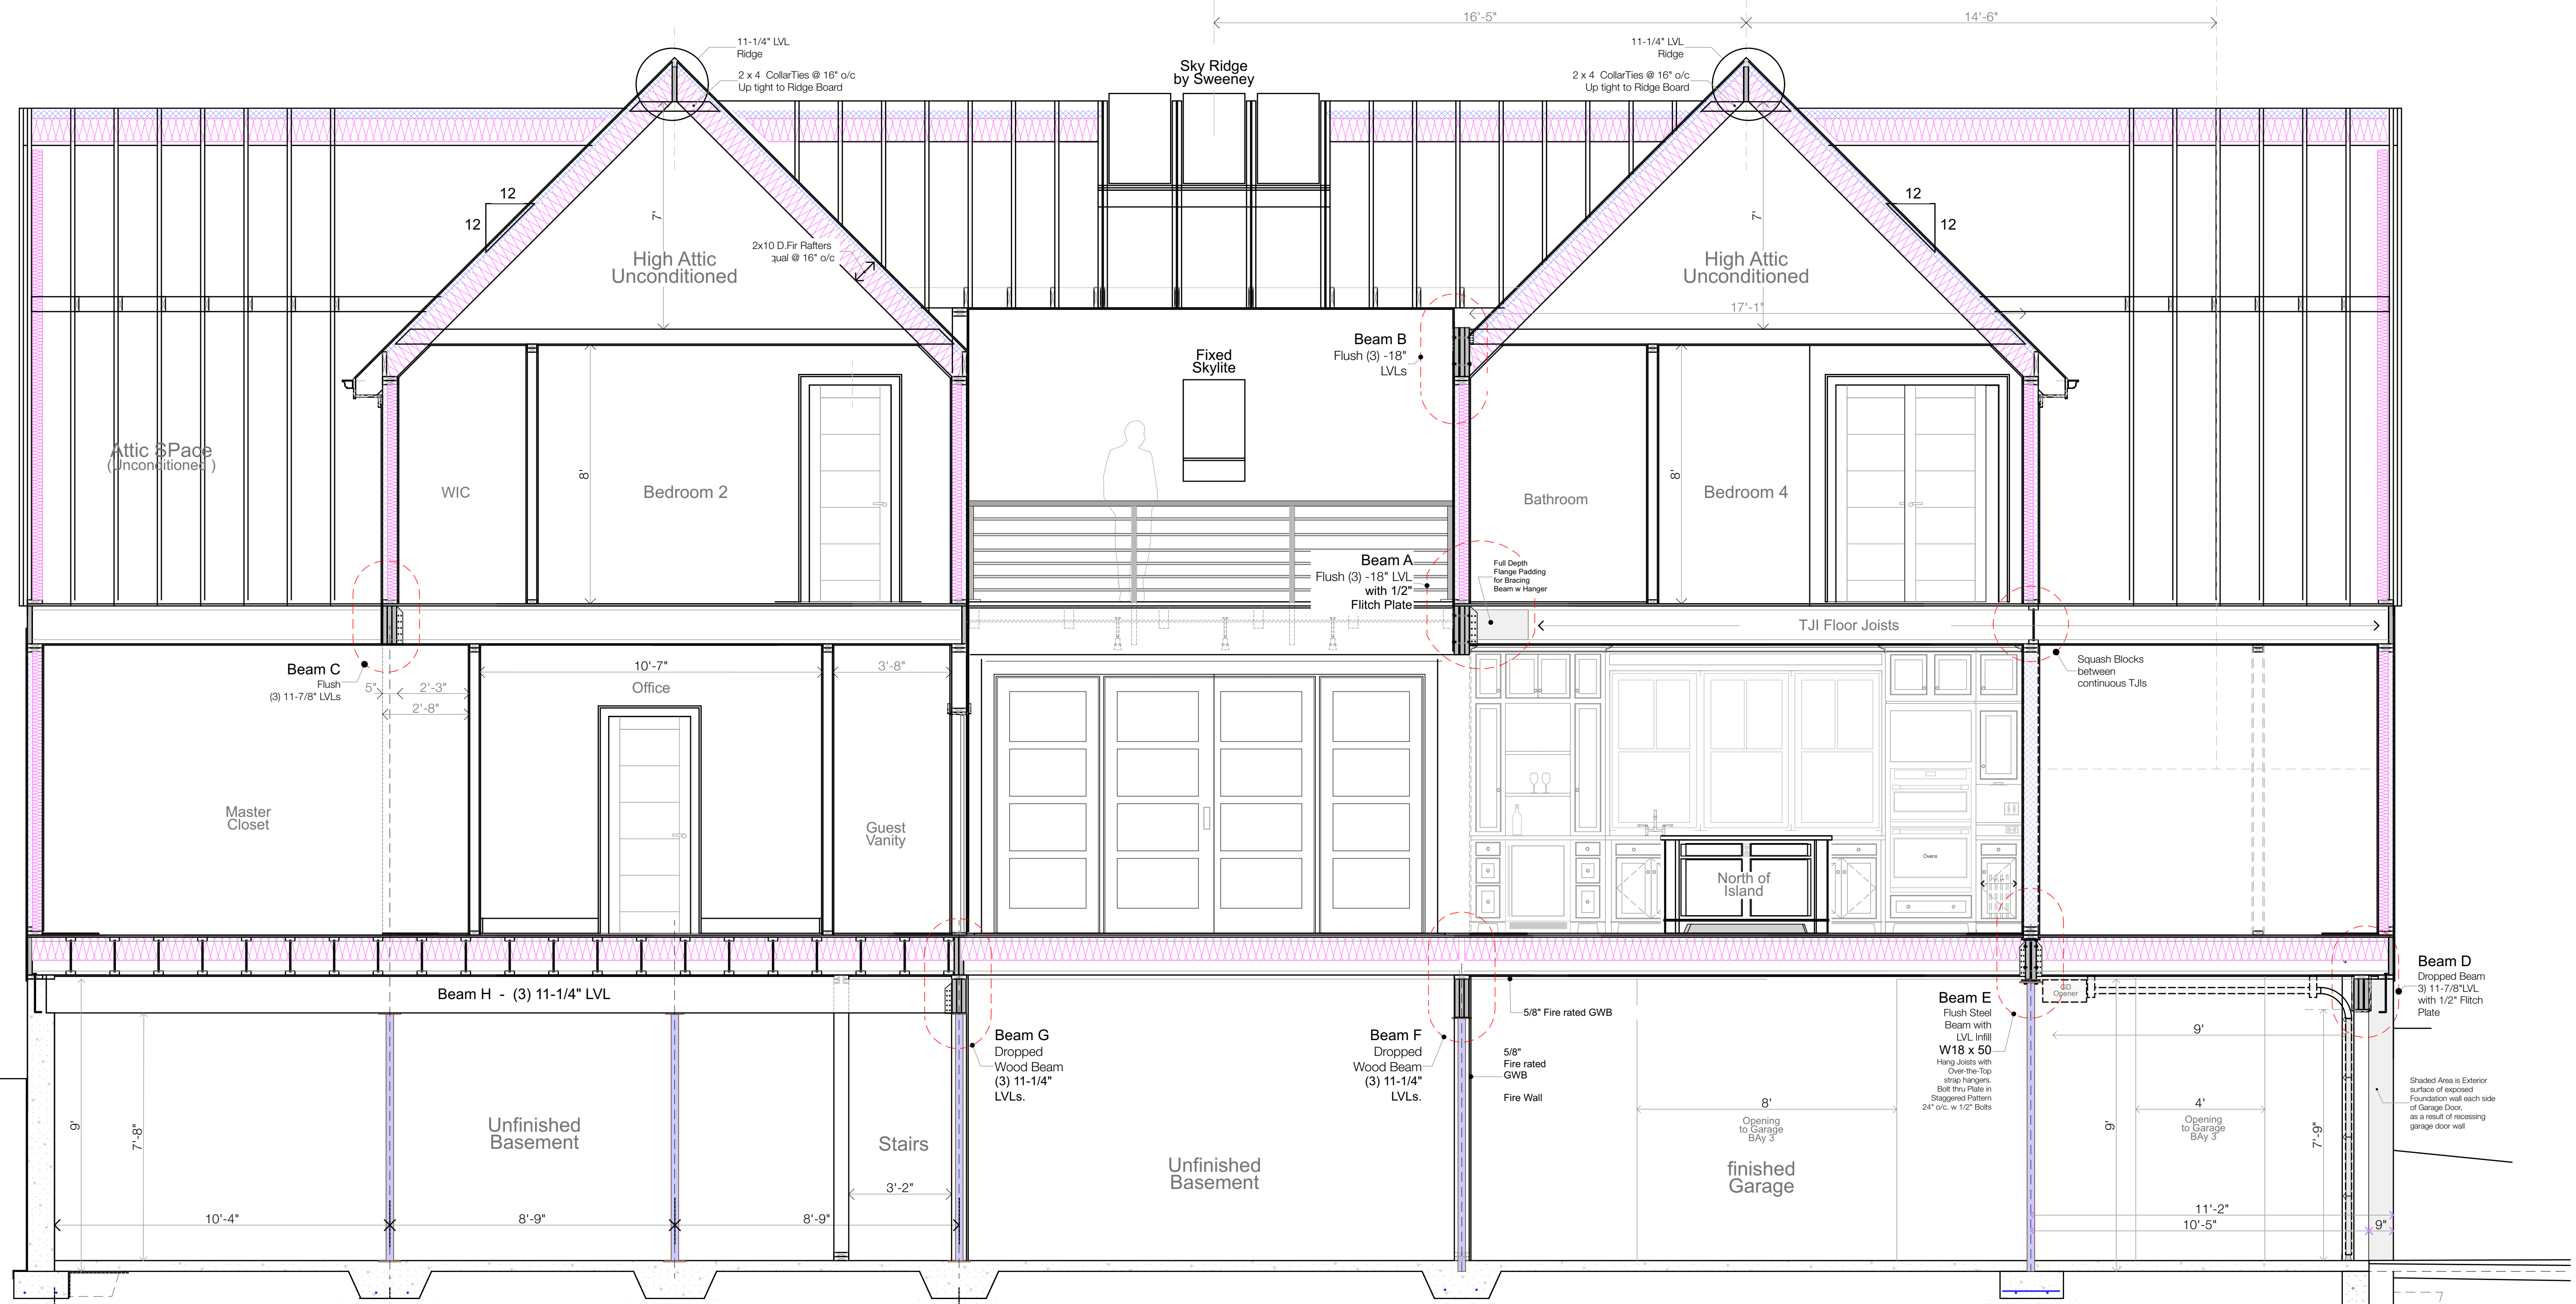 16'-5"
14'-6"
11-1/4" LVL
Ridge
2 x 4 CollarTies @ 16" o/c
Up tight to Ridge Board
Sky Ridge
by Sweeney
11-1/4" LVL
Ridge
2 x 4 CollarTies @ 16" o/c
Up tight to Ridge Board
12
12
7'
High Attic
Unconditioned
2x10 D.Fir Rafters
qual @ 16" o/c
7'
High Attic
Unconditioned
17'-1"
12
12
Beam B
Flush (3) -18"
LVLs
Fixed
Skylite
Attic SPace
(Unconditioned )
WIC
8'
Bedroom 2
Bathroom
8'
Bedroom 4
Beam A
Flush (3) -18" LVL
with 1/2"
Flitch Plate
Full Depth
Flange Padding
for Bracing
Beam w Hanger
TJI Floor Joists
Beam C
Flush
(3) 11-7/8" LVLs
5"
2'-3"
2'-8"
10'-7"
Office
3'-8"
Squash Blocks
between
continuous TJIs
Master
Closet
Guest
Vanity
Ovens
North of
Island
Beam H - (3) 11-1/4" LVL
Beam G
Dropped
Wood Beam
(3) 11-1/4"
LVLs.
Beam F
Dropped
Wood Beam
(3) 11-1/4"
LVLs.
5/8" Fire rated GWB
5/8"
Fire rated
GWB
Fire Wall
Beam E
Flush Steel
Beam with
LVL Infill
W18 x 50
Hang Joists with
Over-the-Top
strap hangers.
Bolt thru Plate in
Staggered Pattern
24" o/c. w 1/2" Bolts
GD
Opener
Beam D
Dropped Beam
3) 11-7/8"LVL
with 1/2" Flitch
Plate
9'
Shaded Area is Exterior
surface of exposed
Foundation wall each side
of Garage Door,
as a result of recessing
garage door wall
9'
7'-8"
Unfinished
Basement
Stairs
3'-2"
Unfinished
Basement
8'
Opening
to Garage
BAy 3
finished
Garage
9'
4'
Opening
to Garage
BAy 3
7'-9"
10'-4"
8'-9"
8'-9"
11'-2"
10'-5"
9"